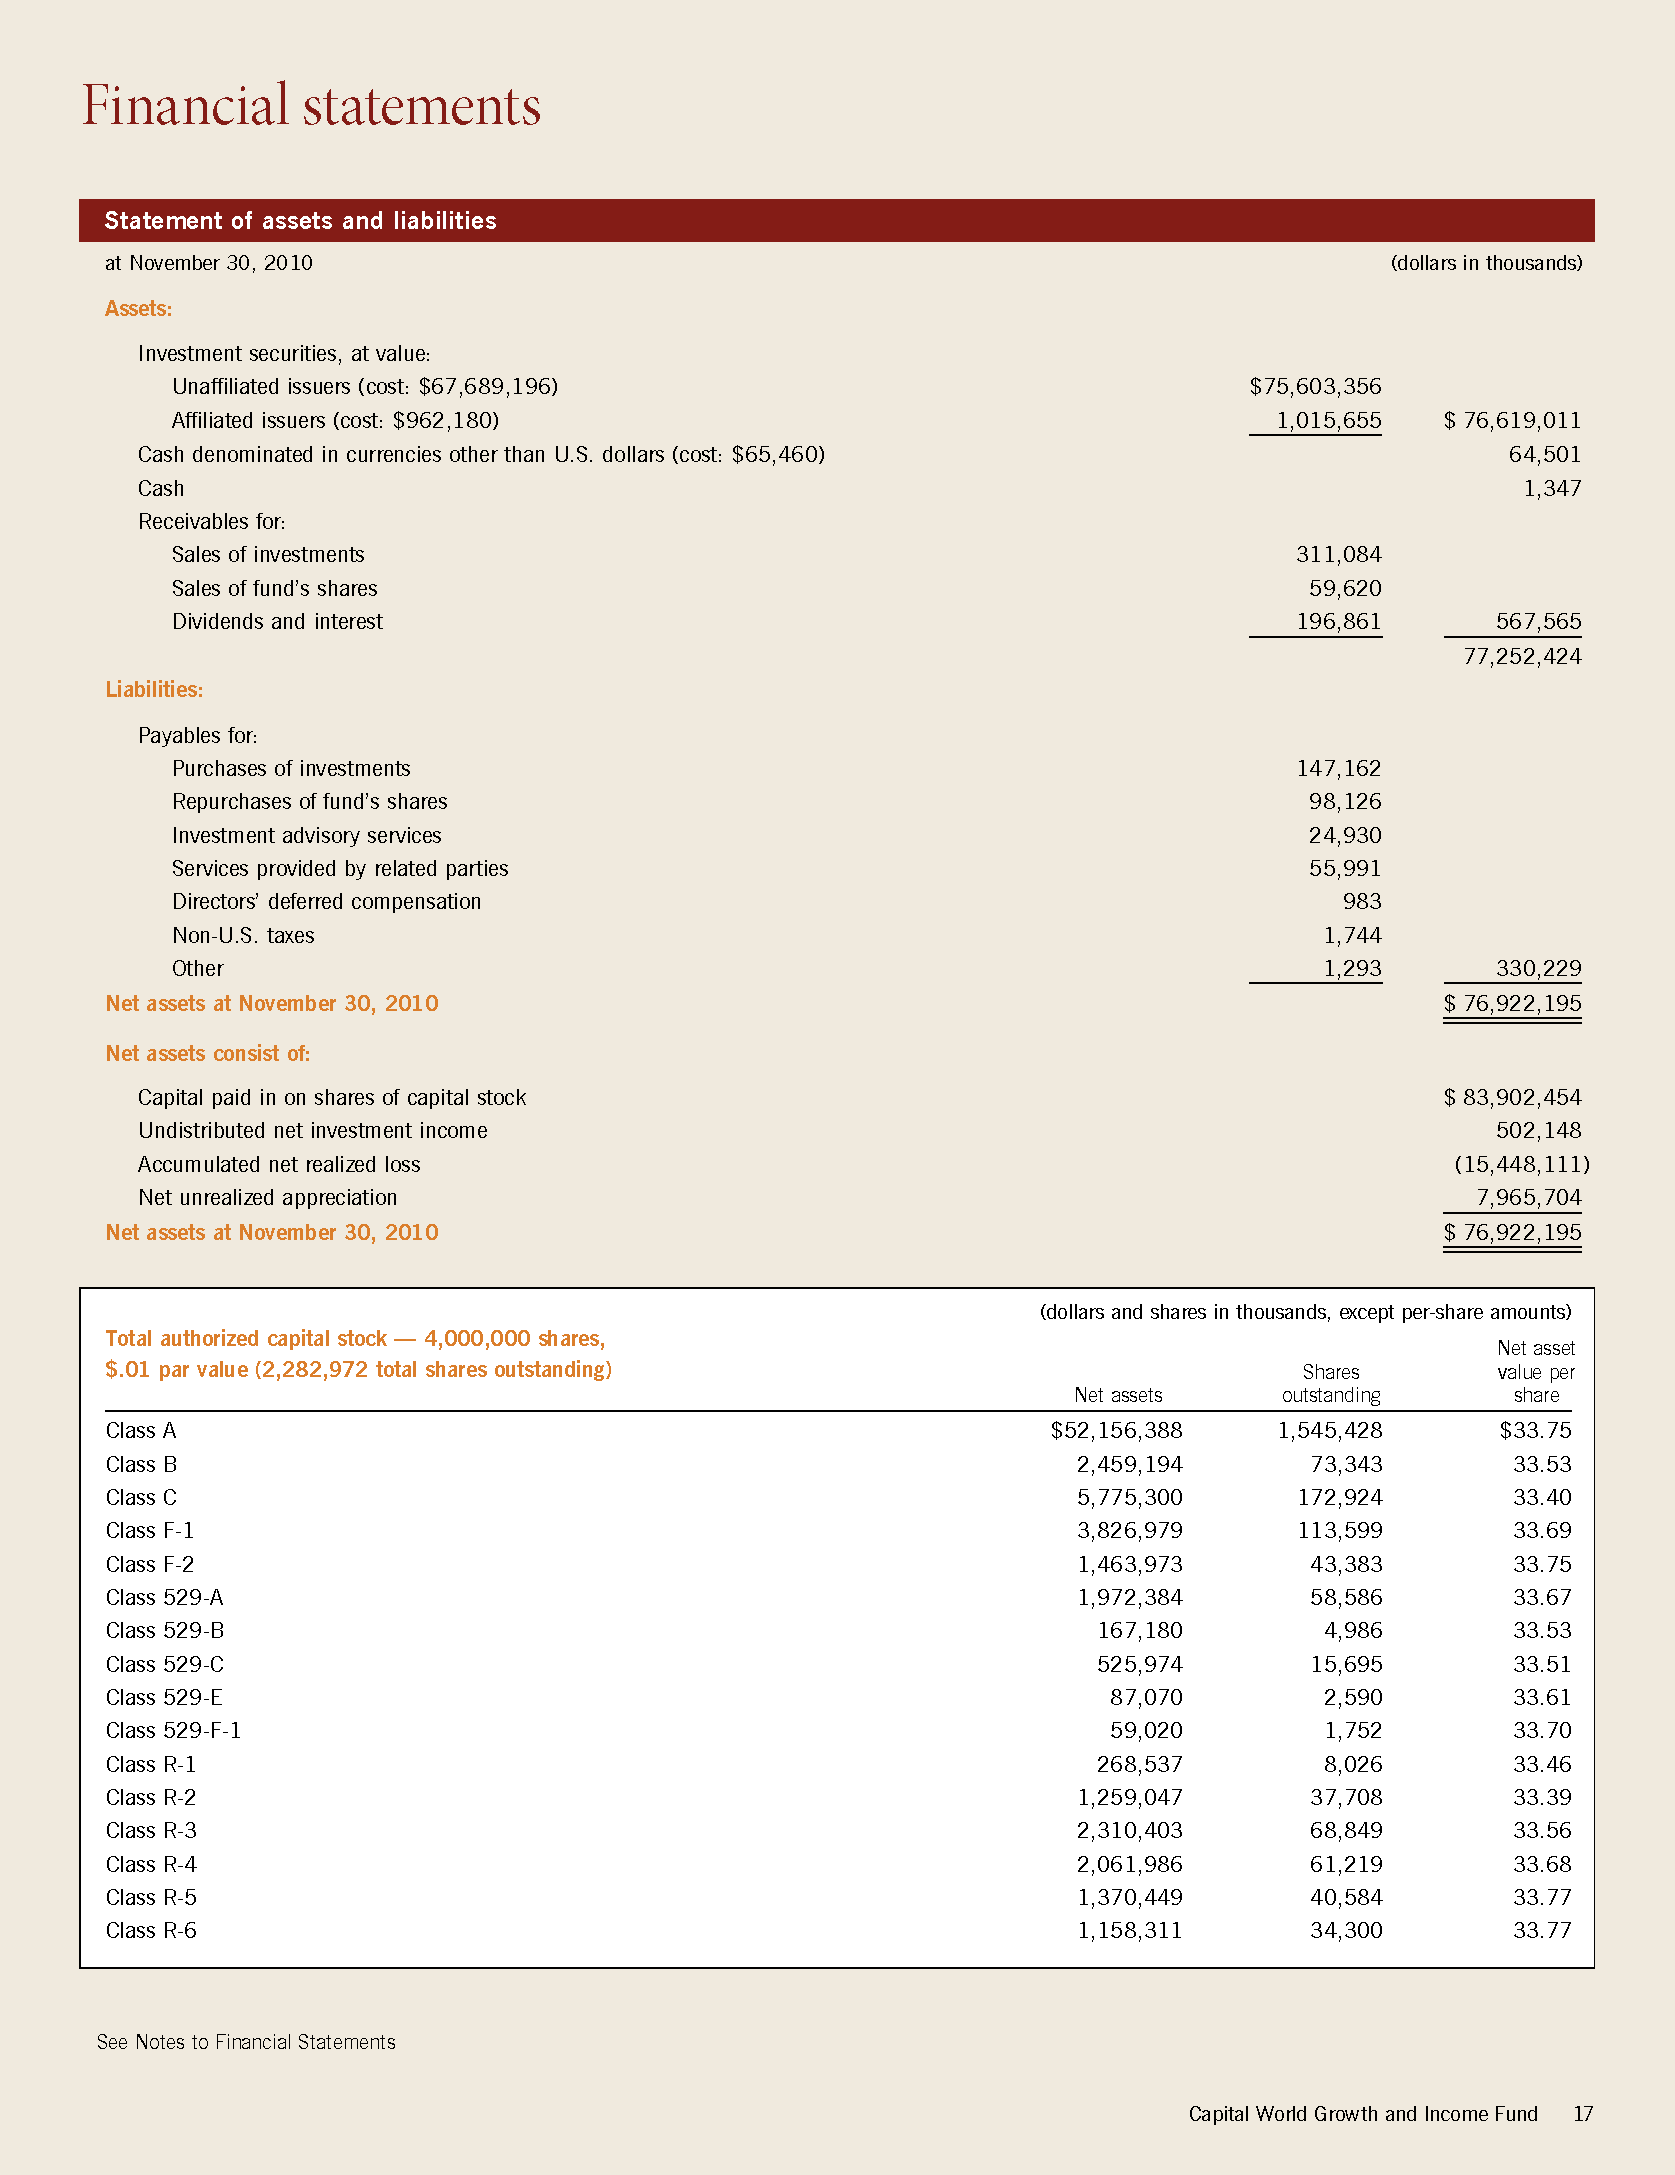 Financial statements
Statement of assets and liabilities
at November 30, 2010 (dollars in thousands)
Assets:
Investment securities, at value:
Unaffiliated issuers (cost: $67,689,196) $75,603,356
Affiliated issuers (cost: $962,180) 1,015,655 $ 76,619,011
Cash denominated in currencies other than U.S. dollars (cost: $65,460) 64,501
Cash 1,347
Receivables for:
Sales of investments 311,084
Sales of fund’s shares 59,620
Dividends and interest 196,861 567,565
77,252,424
Liabilities:
Payables for:
Purchases of investments 147,162
Repurchases of fund’s shares 98,126
Investment advisory services 24,930
Services provided by related parties 55,991
Directors’ deferred compensation 983
Non-U.S. taxes 1,744
Other 1,293 330,229
Net assets at November 30, 2010 $ 76,922,195
Net assets consist of:
Capital paid in on shares of capital stock $ 83,902,454
Undistributed net investment income 502,148
Accumulated net realized loss (15,448,111)
Net unrealized appreciation 7,965,704
Net assets at November 30, 2010 $ 76,922,195
(dollars and shares in thousands, except per-share amounts)
Total authorized capital stock — 4,000,000 shares,
$.01 par value (2,282,972 total shares outstanding)
Net asset
Shares value per
Net assets outstanding share
Class A $52,156,388 1,545,428 $33.75
Class B 2,459,194 73,343 33.53
Class C 5,775,300 172,924 33.40
Class F-1 3,826,979 113,599 33.69
Class F-2 1,463,973 43,383 33.75
Class 529-A 1,972,384 58,586 33.67
Class 529-B 167,180 4,986 33.53
Class 529-C 525,974 15,695 33.51
Class 529-E 87,070 2,590 33.61
Class 529-F-1 59,020 1,752 33.70
Class R-1 268,537 8,026 33.46
Class R-2 1,259,047 37,708 33.39
Class R-3 2,310,403 68,849 33.56
Class R-4 2,061,986 61,219 33.68
Class R-5 1,370,449 40,584 33.77
Class R-6 1,158,311 34,300 33.77
See Notes to Financial Statements
Capital World Growth and Income Fund 17